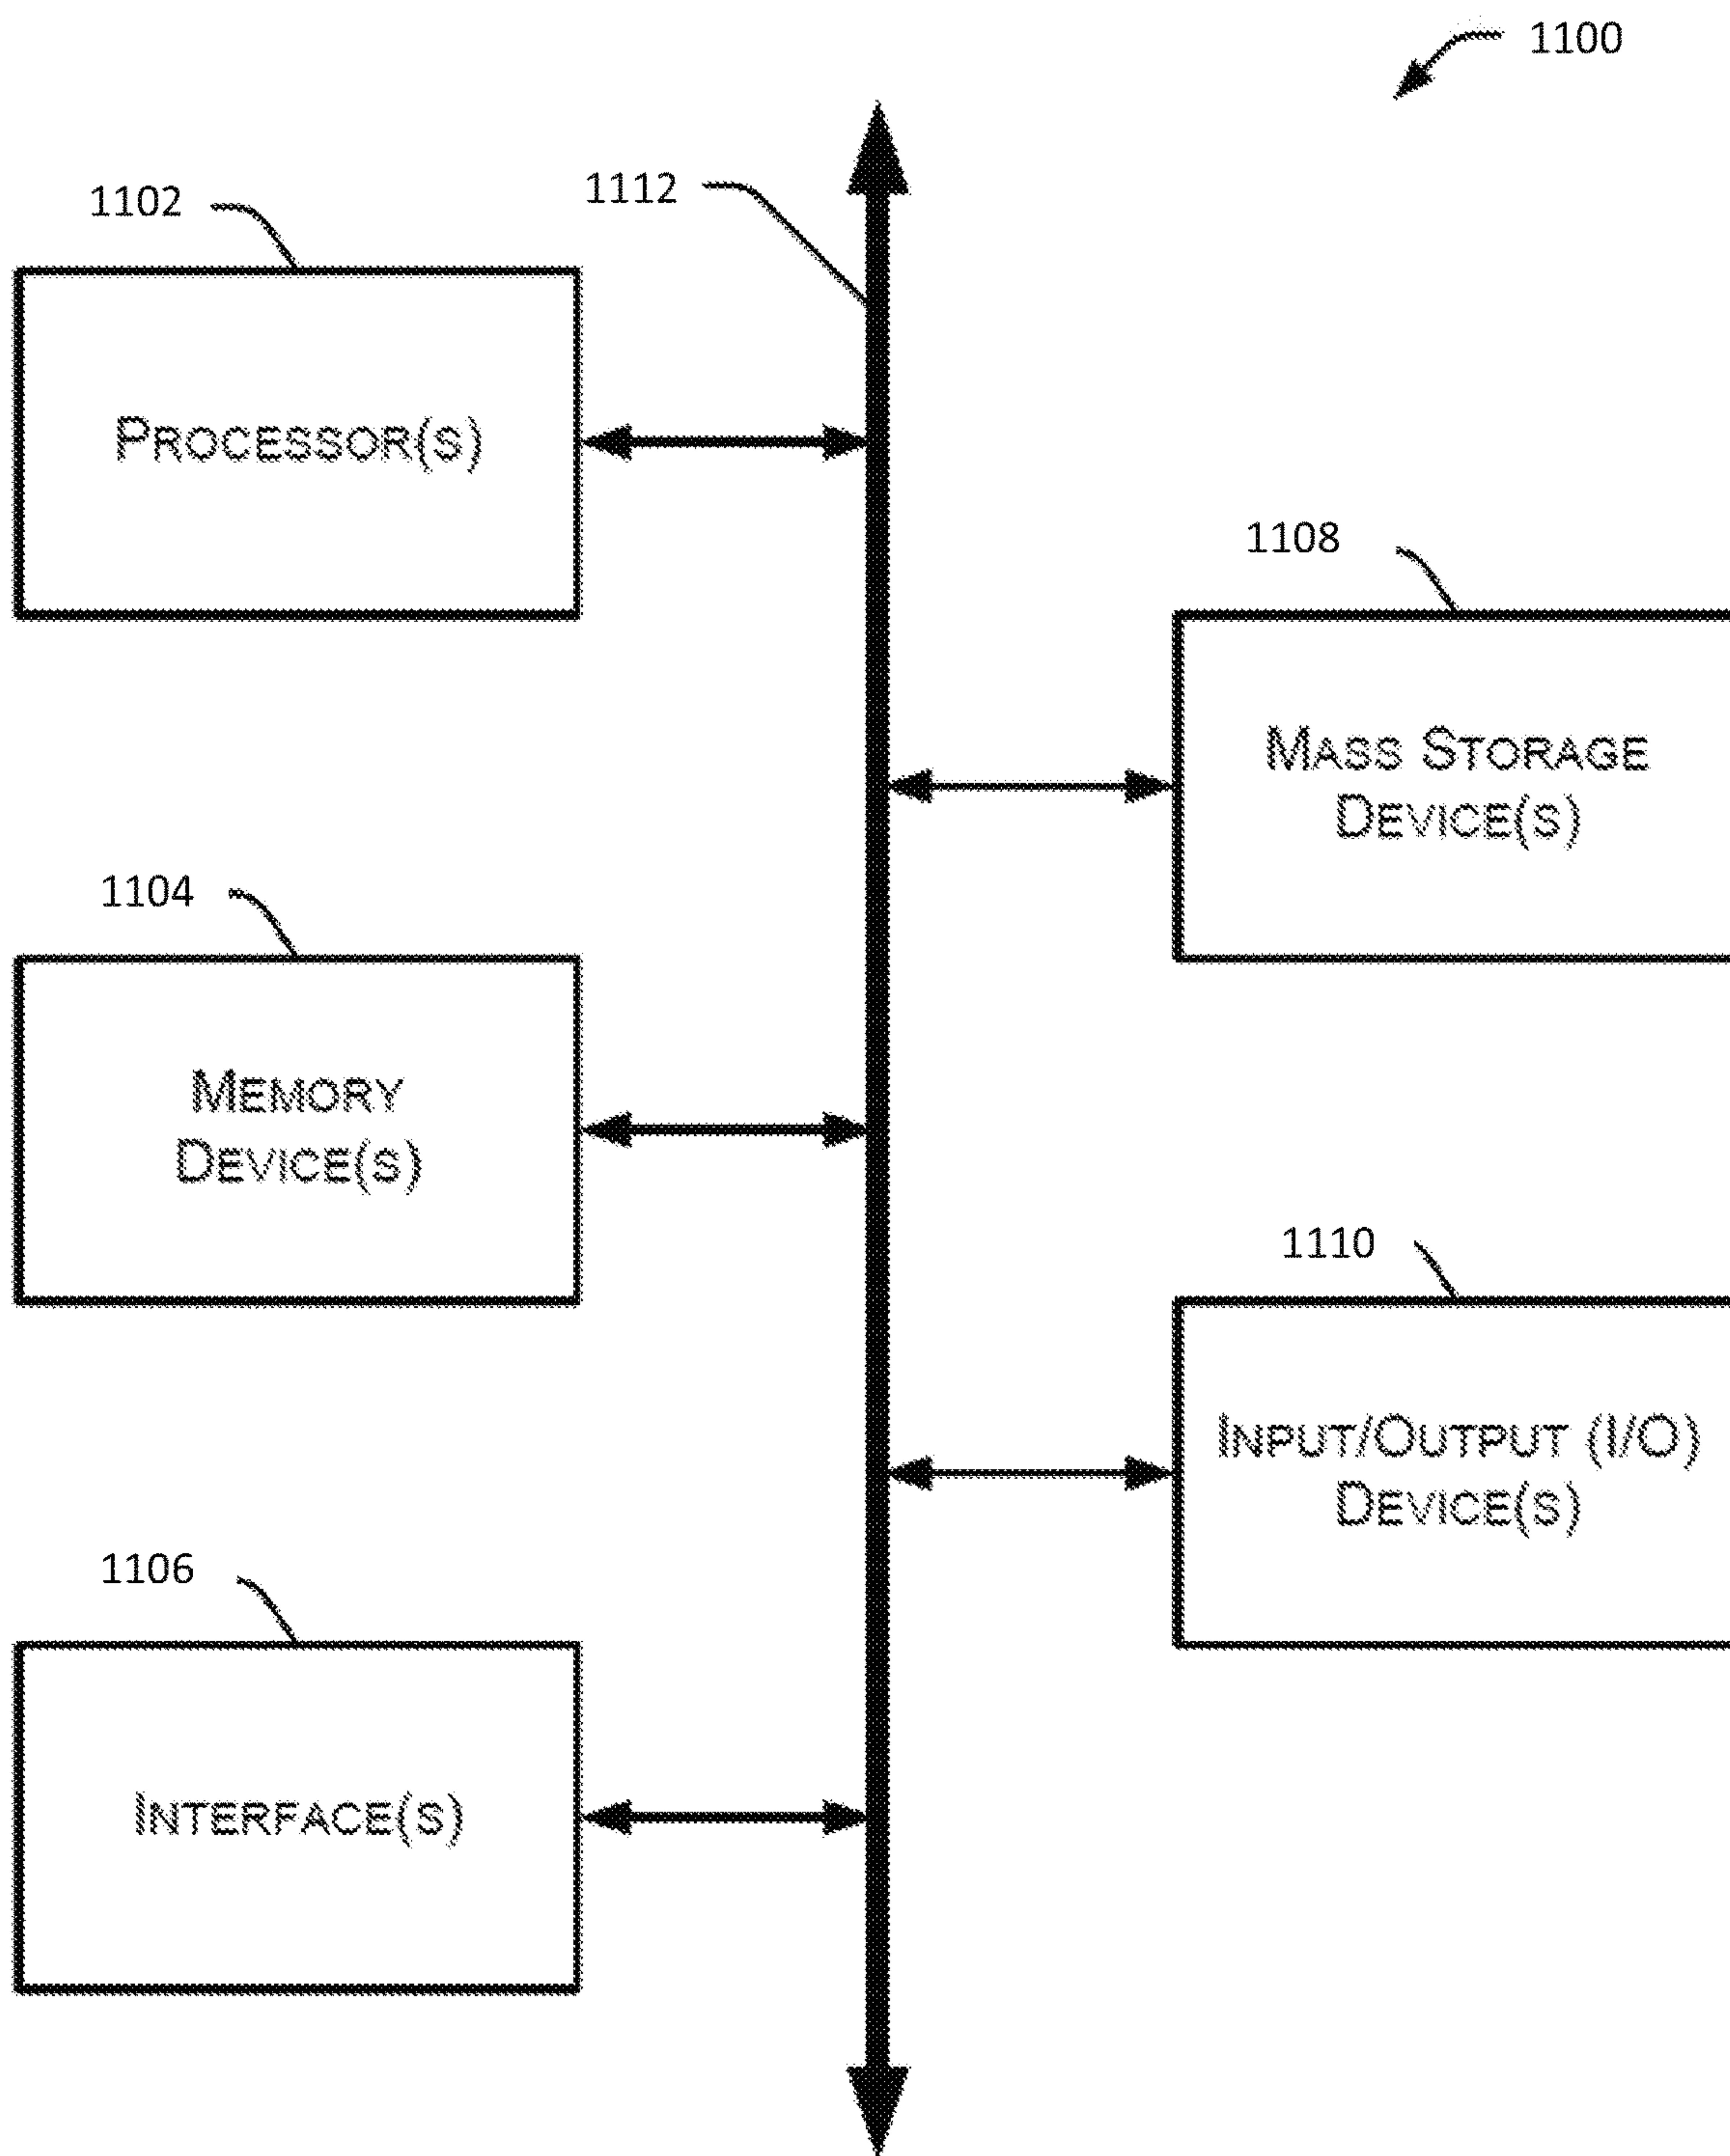 1100
1102
1112
PROCESSOR(S)
1108
MASS STORAGE
DEVICE(S)
1104
MEMORY
DEVICE(S)
1110
INPUT/OUTPUT (I/O)
DEVICE(S)
1106
INTERFACE(S)